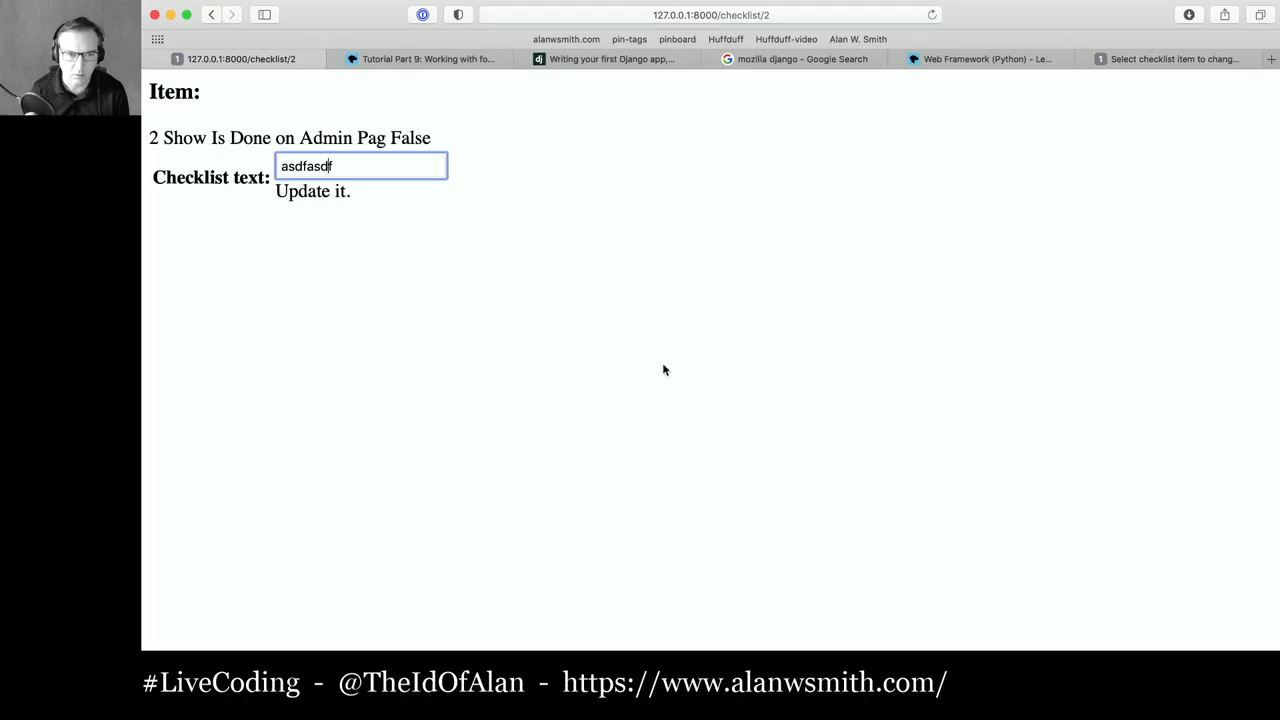 127.0.0.1:8000/checklist/2
alanwsmith.com pin-tags pinboard Huffduff Huffduff-video Alan W. Smith
1 127.0.0.1:8000/checklist/2 Tutorial Part 9: Working with fo... dj Writing your first Django app,... G mozilla django - Google Search Web Framework (Python) - Le... 1 Select checklist item to chang...
Item:
2 Show Is Done on Admin Pag False
Checklist text: asdfasdf
Update it.
#LiveCoding - @TheIdOfAlan - https://www.alanwsmith.com/